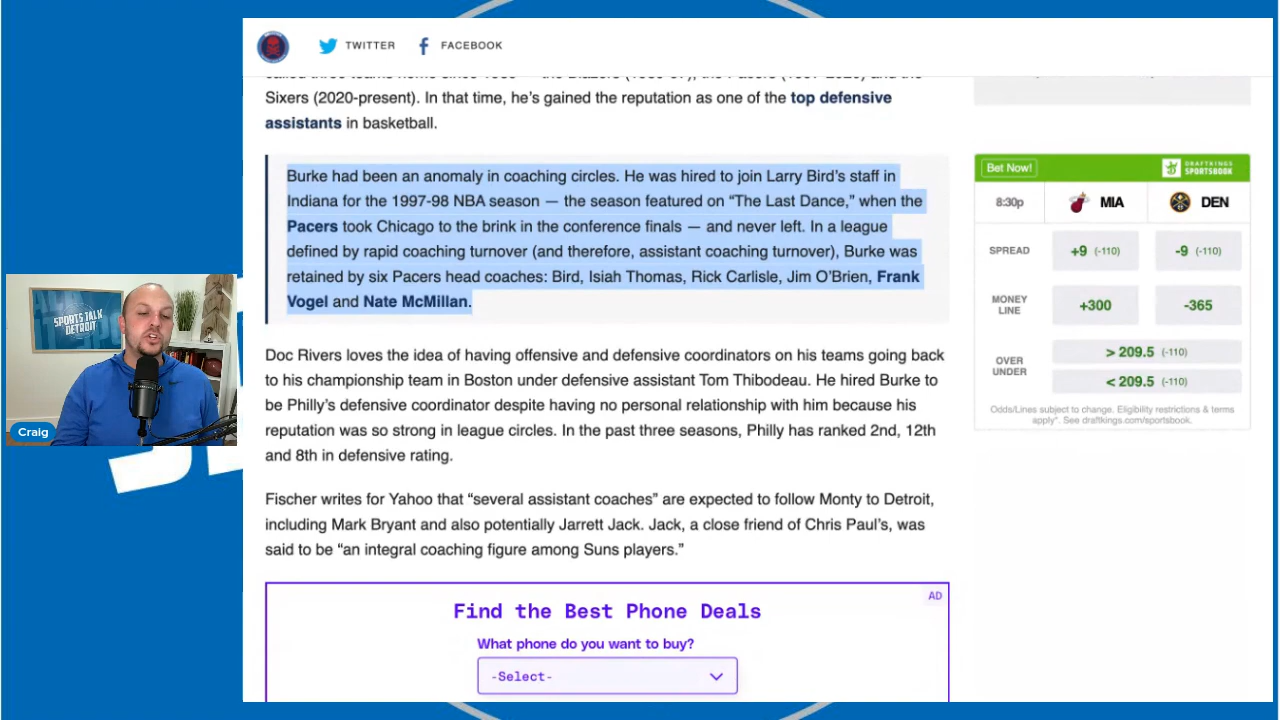 TWITTER
FACEBOOK
Sixers (2020-present). In that time, he's gained the reputation as one of the top defensive
assistants in basketball.
Burke had been an anomaly in coaching circles. He was hired to join Larry Bird's staff in
Indiana for the 1997-98 NBA season — the season featured on “The Last Dance,” when the
Pacers took Chicago to the brink in the conference finals — and never left. In a league
defined by rapid coaching turnover (and therefore, assistant coaching turnover), Burke was
retained by six Pacers head coaches: Bird, Isiah Thomas, Rick Carlisle, Jim O'Brien, Frank
Vogel and Nate McMillan.
Doc Rivers loves the idea of having offensive and defensive coordinators on his teams going back
to his championship team in Boston under defensive assistant Tom Thibodeau. He hired Burke to
be Philly's defensive coordinator despite having no personal relationship with him because his
reputation was so strong in league circles. In the past three seasons, Philly has ranked 2nd, 12th
and 8th in defensive rating.
Fischer writes for Yahoo that “several assistant coaches” are expected to follow Monty to Detroit,
including Mark Bryant and also potentially Jarrett Jack. Jack, a close friend of Chris Paul's, was
said to be “an integral coaching figure among Suns players.”
AD
Find the Best Phone Deals
What phone do you want to buy?
-Select-
Bet Now!
DRAFTKINGS
SPORTSBOOK
8:30p MIA DEN
SPREAD +9 (-110) -9 (-110)
MONEY
LINE
+300 -365
OVER
UNDER
> 209.5 (-110)
< 209.5 (-110)
Odds/Lines subject to change. Eligibility restrictions & terms
apply*. See draftkings.com/sportsbook.
SPORTS TALK
DETROIT
Craig